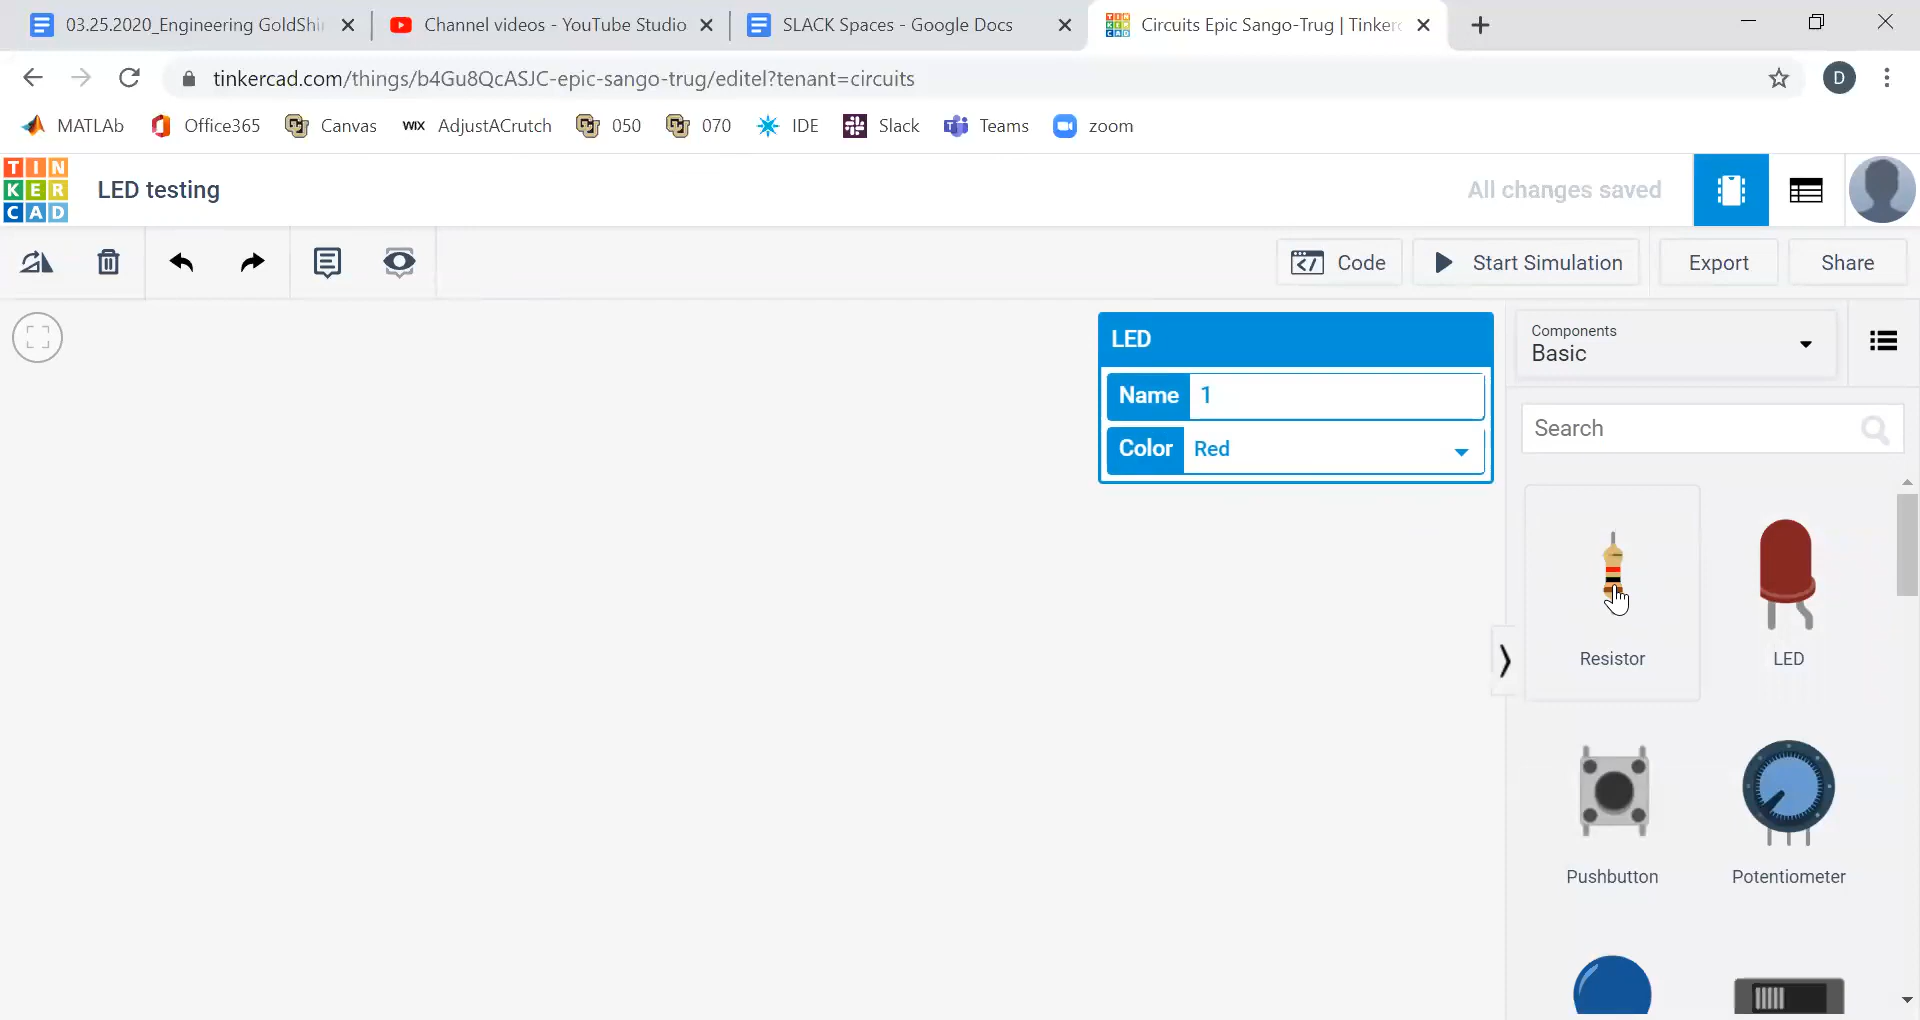 03.25.2020_Engineering GoldShi
Channel videos - YouTube Studio
SLACK Spaces - Google Docs
Circuits Epic Sango-Trug | Tinker
tinkercad.com/things/b4Gu8QcASJC-epic-sango-trug/editel?tenant=circuits
D
MATLAb
Office365
Canvas
WIX AdjustACrutch
050
070
IDE
Slack
Teams
zoom
TIN
KER
CAD
LED testing
All changes saved
Code
Start Simulation
Export
Share
LED
Name 1
Color Red
Components
Basic
Search
Resistor
LED
Pushbutton
Potentiometer